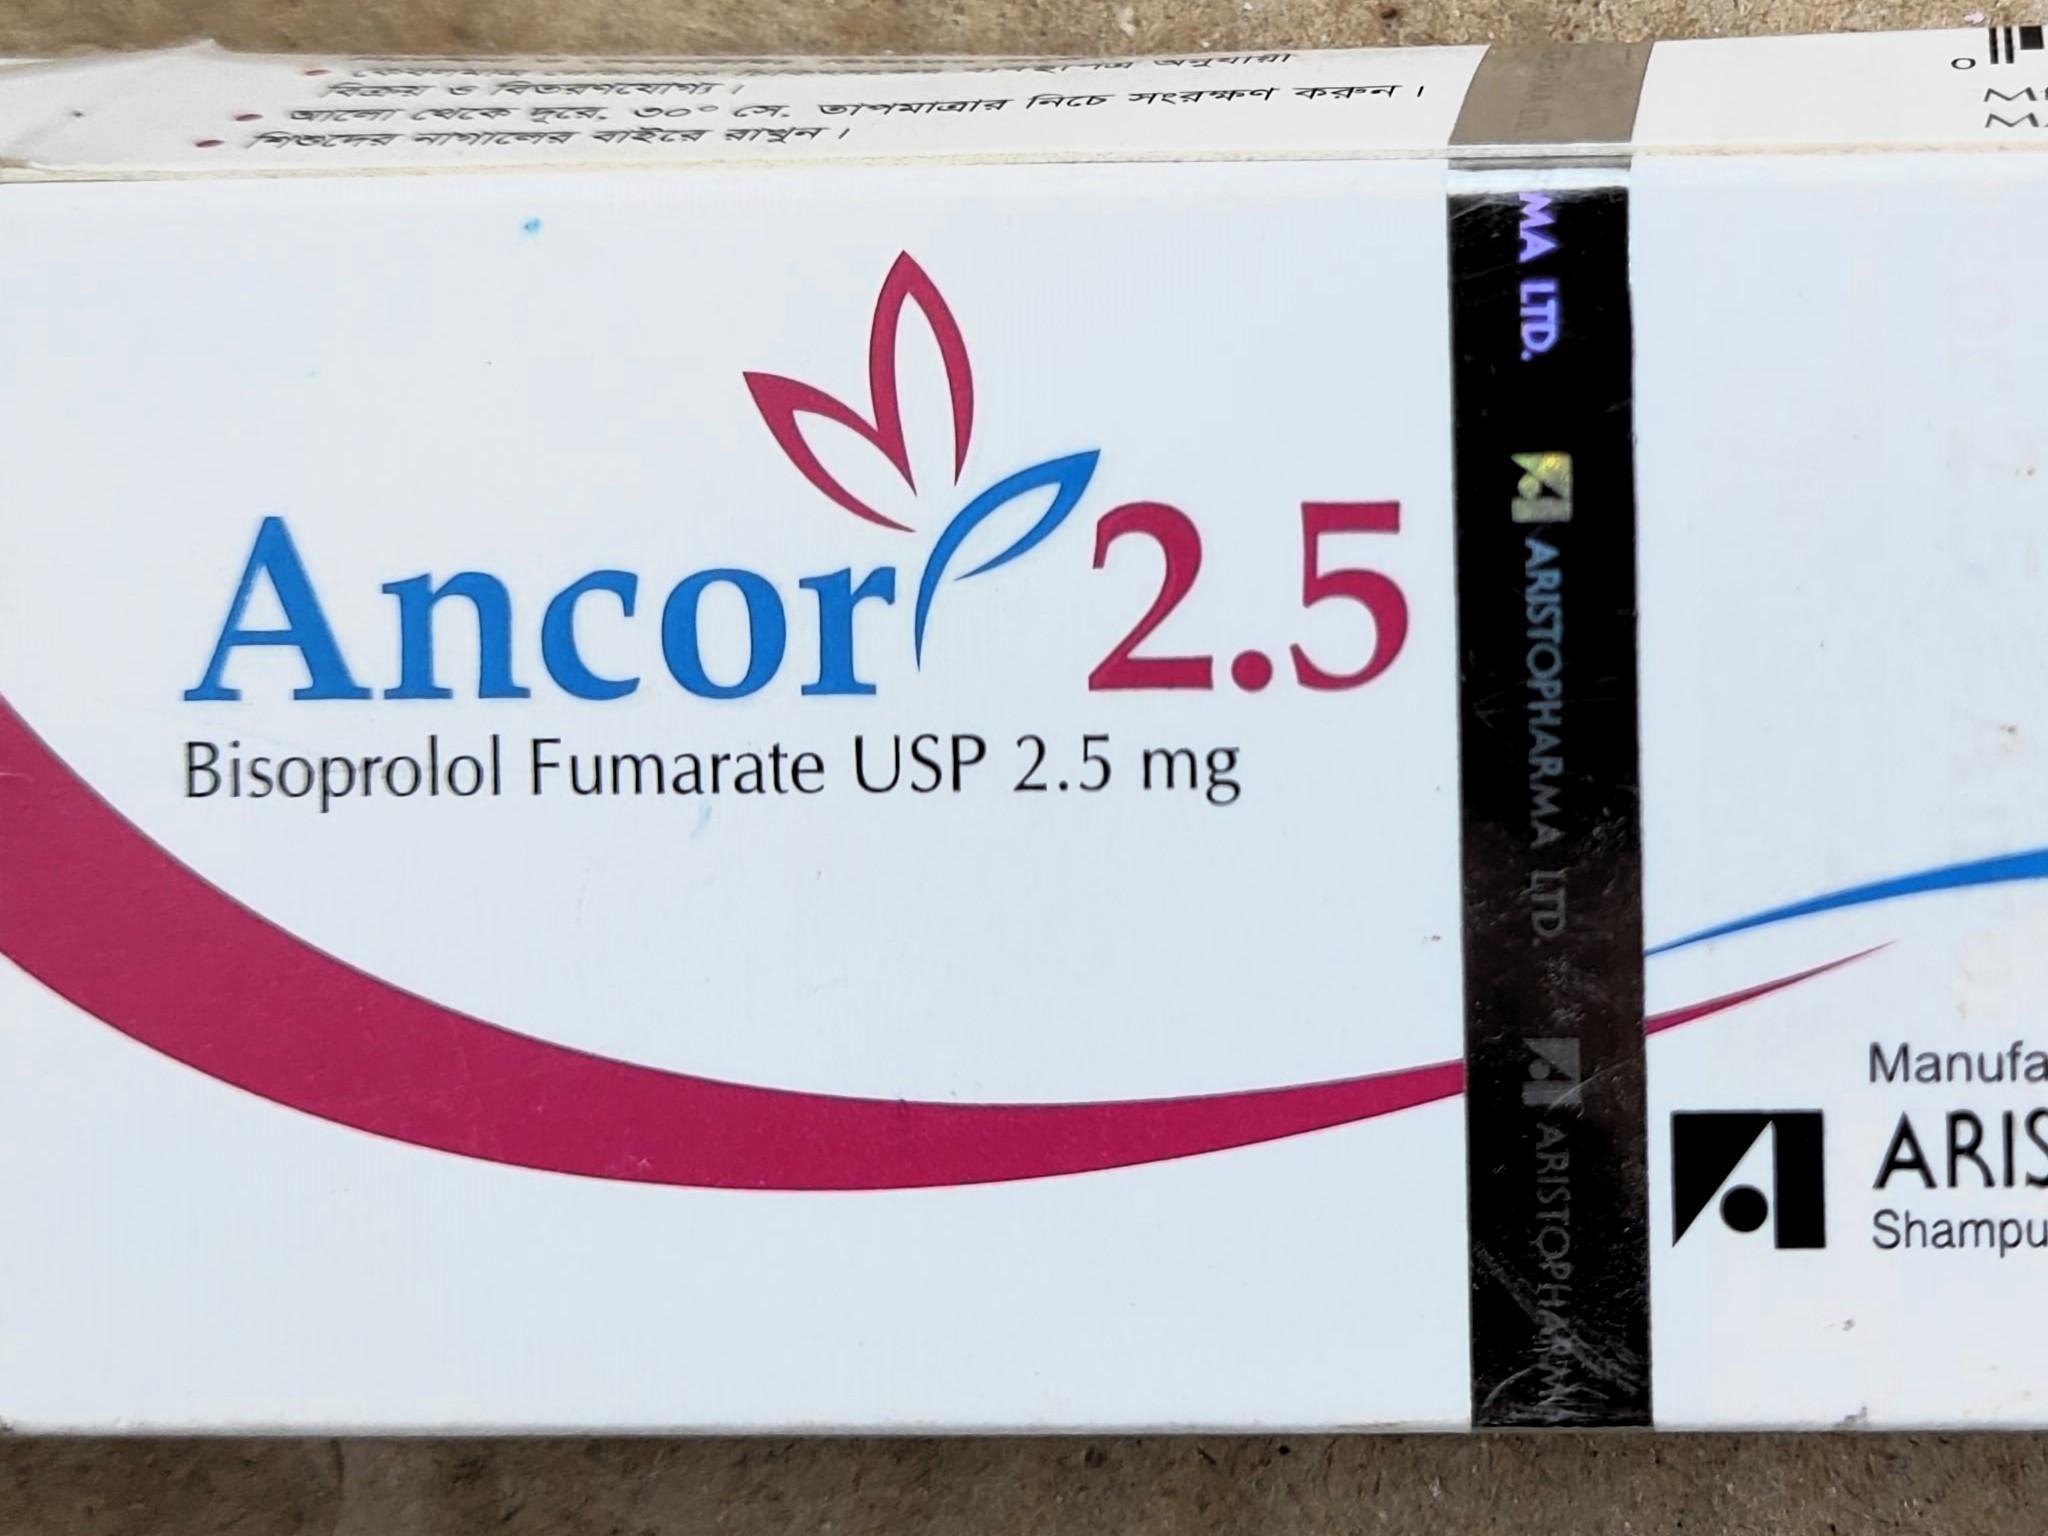 বিক্রয় ও বিতরণযোগ্য।
আলো থেকে দূরে, ৩০° সে. তাপমাত্রার নিচে সংরক্ষণ করুন।
শিশুদের নাগালের বাইরে রাখুন।
Ancor 2.5
Bisoprolol Fumarate USP 2.5 mg
MA LTD.
ARISTOPHARMA LTD.
ARISTOPHARMA
Manufa
ARIS
Shampu